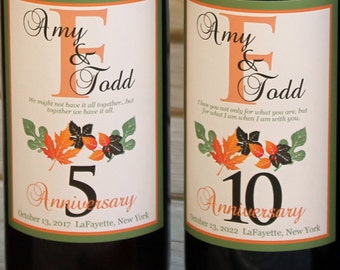 F
Amy
&
Todd
We might not have it all together...but
together we have it all.
5
Anniversary
October 13, 2017 LaFayette, New York
F
Amy
&
Todd
I love you not only for what you are, but
for what I am when I am with you.
10
Anniversary
October 13, 2022 LaFayette, New York